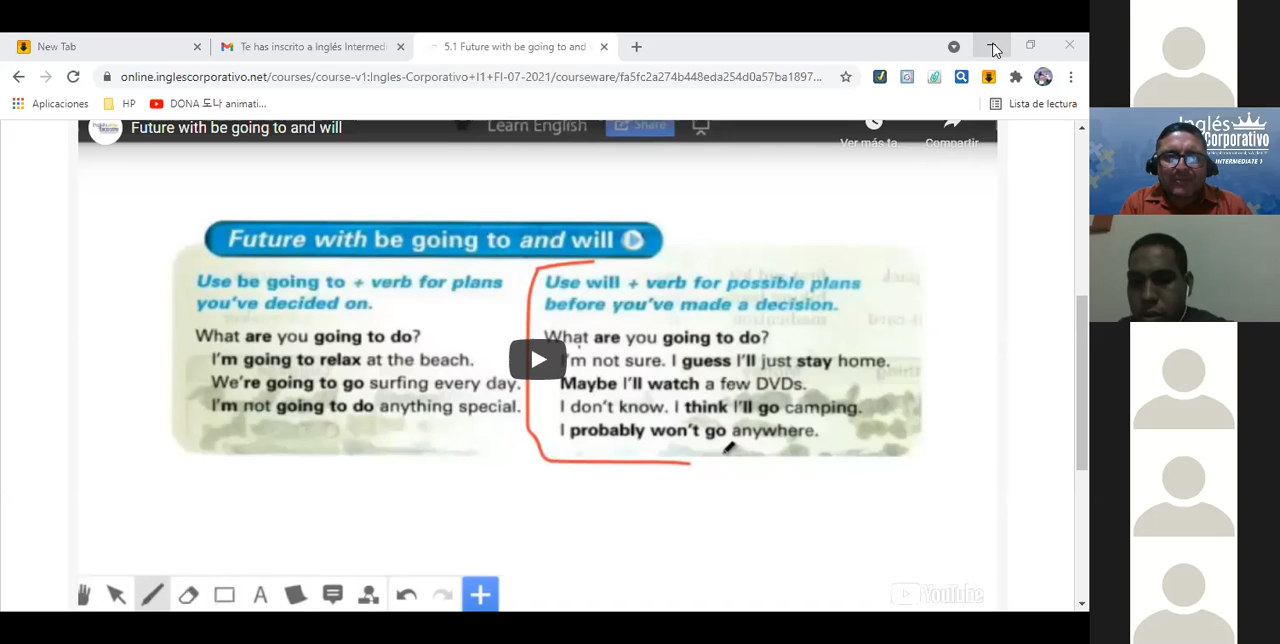 New Tab
Te has inscrito a Inglés Intermedi
5.1 Future with be going to and
online.inglescorporativo.net/courses/course-v1:Ingles-Corporativo+I1+FI-07-2021/courseware/fa5fc2a274b448eda254d0a57ba1897...
Aplicaciones
HP
DONA 도나 animati...
Lista de lectura
Future with be going to and will
Learn English
Share
Ver más ta
Compartir
Inglés
Corporativo
INTERMEDIATE 1
Future with be going to and will
Use be going to + verb for plans
you've decided on.
What are you going to do?
I'm going to relax at the beach.
We're going to go surfing every day.
I'm not going to do anything special.
Use will + verb for possible plans
before you've made a decision.
What are you going to do?
I'm not sure. I guess I'll just stay home.
Maybe I'll watch a few DVDs.
I don't know. I think I'll go camping.
I probably won't go anywhere.
A
YouTube